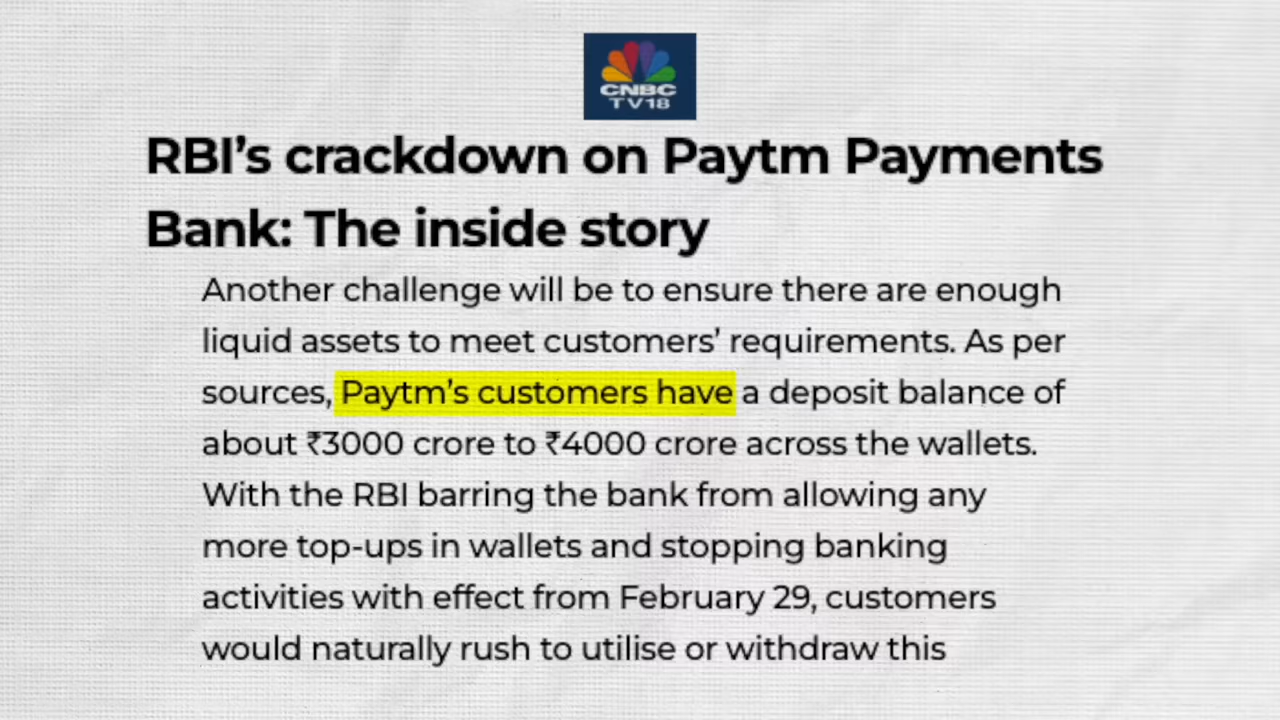 CNBC
TV18
RBI’s crackdown on Paytm Payments
Bank: The inside story
Another challenge will be to ensure there are enough
liquid assets to meet customers’ requirements. As per
sources, Paytm’s customers have a deposit balance of
about ₹3000 crore to ₹4000 crore across the wallets.
With the RBI barring the bank from allowing any
more top-ups in wallets and stopping banking
activities with effect from February 29, customers
would naturally rush to utilise or withdraw this